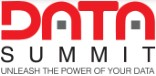 DATA
SUMMIT
UNLEASH THE POWER OF YOUR DATA